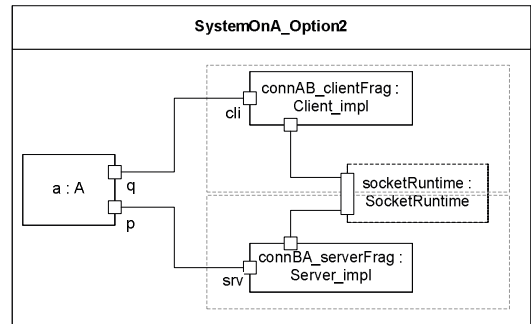 SystemOnA_Option2
connAB_clientFrag :
Client_impl
cli
a : A
q
p
socketRuntime :
SocketRuntime
connBA_serverFrag :
Server_impl
srv